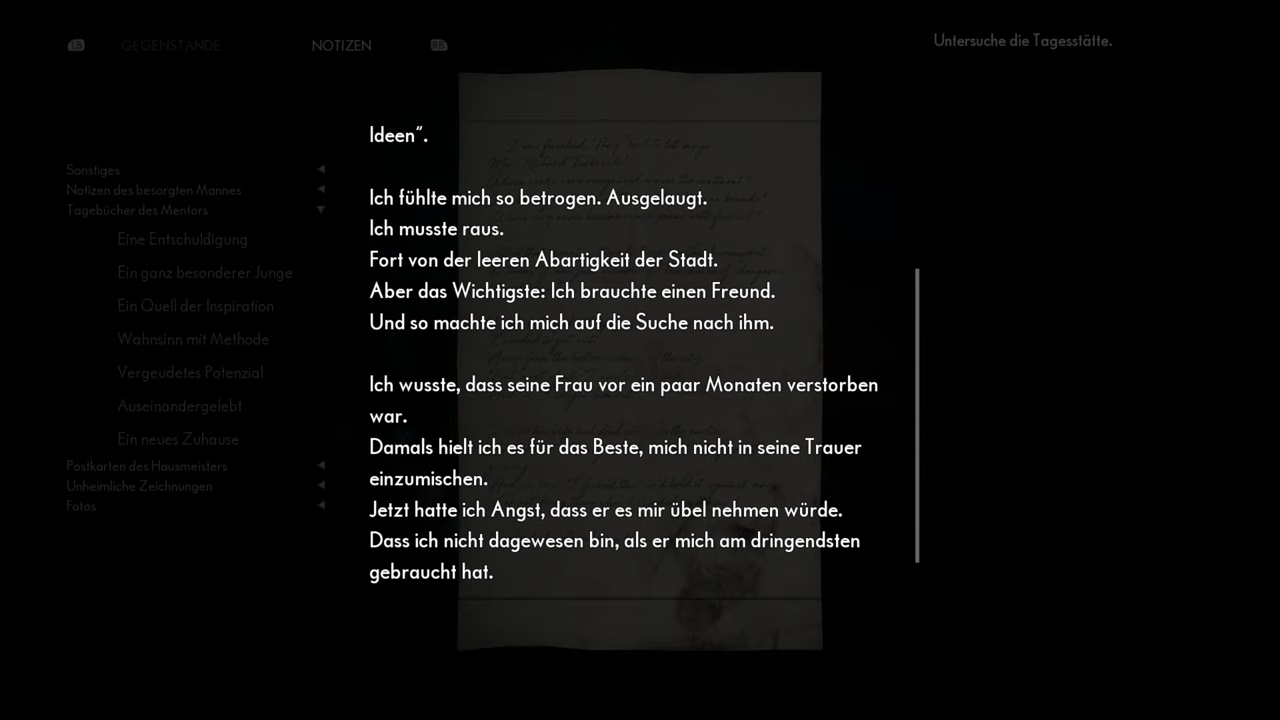 LB GEGENSTÄNDE NOTIZEN RB
Untersuche die Tagesstätte.
Sonstiges
Notizen des besorgten Mannes
Tagebücher des Mentors
Eine Entschuldigung
Ein ganz besonderer Junge
Ein Quell der Inspiration
Wahnsinn mit Methode
Vergeudetes Potenzial
Auseinandergelebt
Ein neues Zuhause
Postkarten des Hausmeisters
Unheimliche Zeichnungen
Fotos
Ideen“.
Ich fühlte mich so betrogen. Ausgelaugt.
Ich musste raus.
Fort von der leeren Abartigkeit der Stadt.
Aber das Wichtigste: Ich brauchte einen Freund.
Und so machte ich mich auf die Suche nach ihm.
Ich wusste, dass seine Frau vor ein paar Monaten verstorben
war.
Damals hielt ich es für das Beste, mich nicht in seine Trauer
einzumischen.
Jetzt hatte ich Angst, dass er es mir übel nehmen würde.
Dass ich nicht dagewesen bin, als er mich am dringendsten
gebraucht hat.